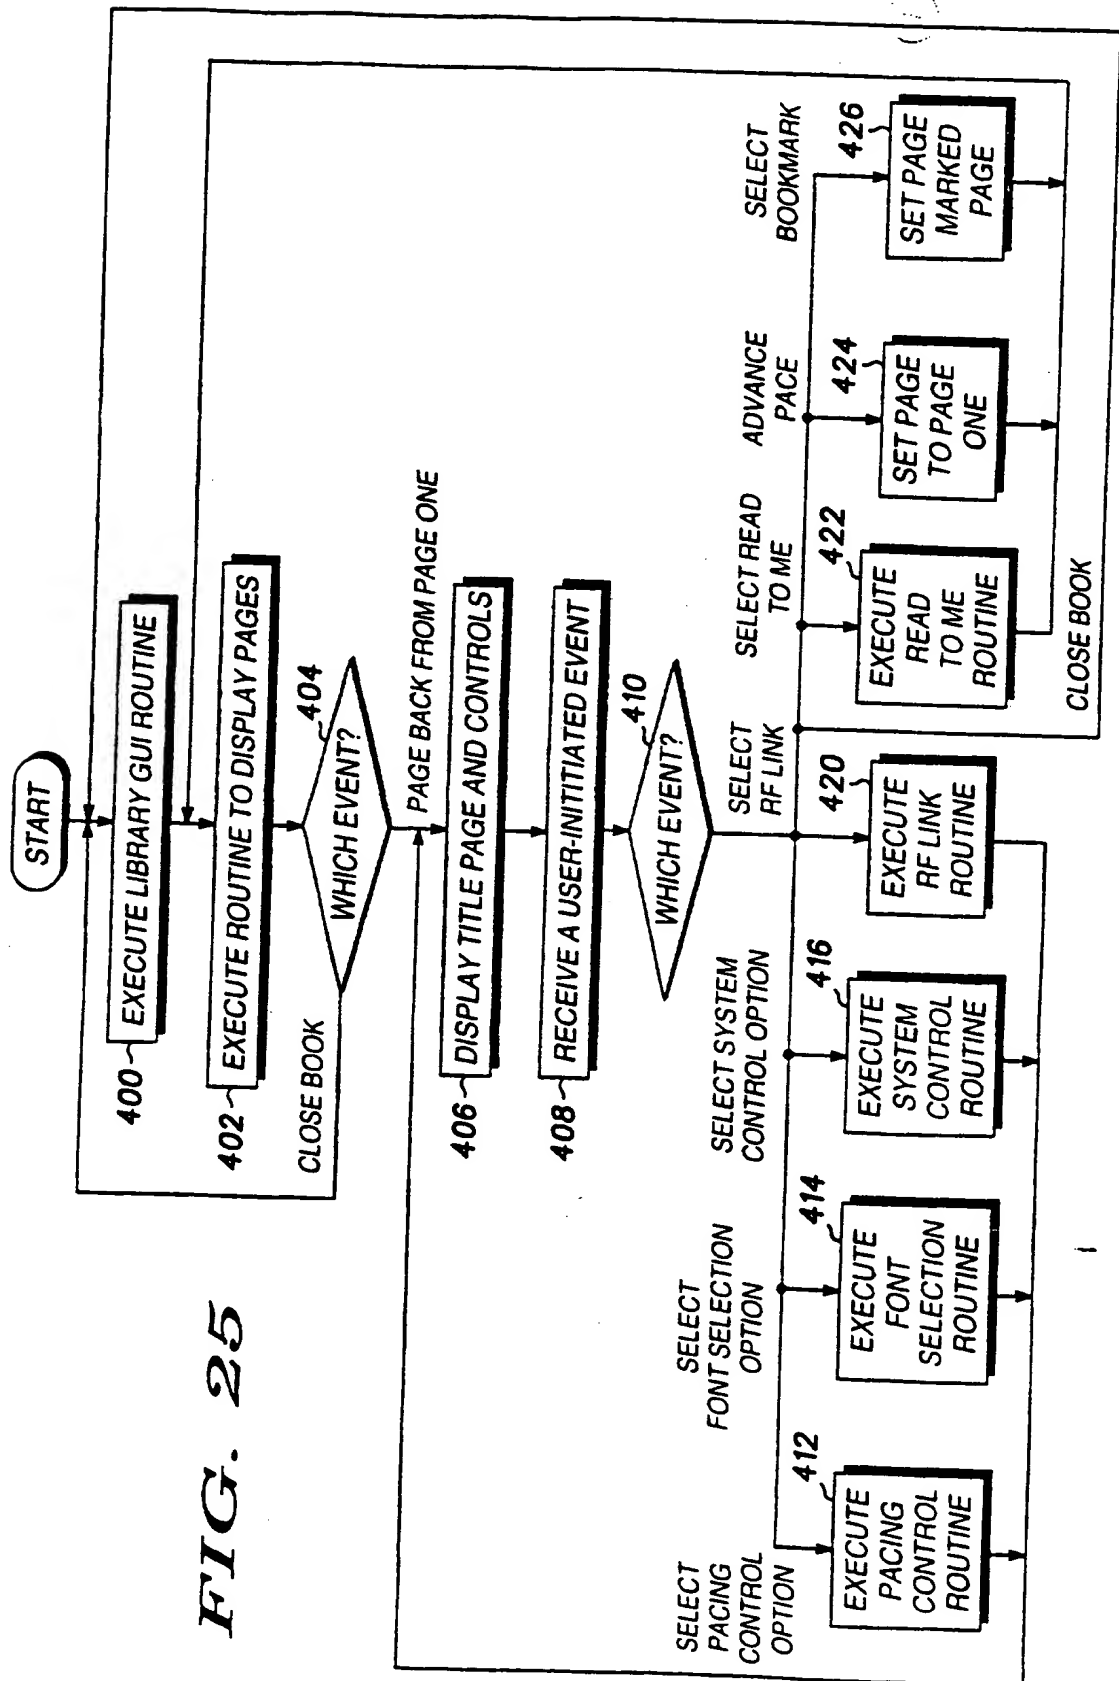 START
400
EXECUTE LIBRARY GUI ROUTINE
402
EXECUTE ROUTINE TO DISPLAY PAGES
WHICH EVENT?
404
CLOSE BOOK
PAGE BACK FROM PAGE ONE
406
DISPLAY TITLE PAGE AND CONTROLS
408
RECEIVE A USER-INITITIATED EVENT
WHICH EVENT?
410
SELECT
PACING
CONTROL
OPTION
SELECT
FONT SELECTION
OPTION
SELECT SYSTEM
CONTROL OPTION
SELECT
RF LINK
SELECT READ
TO ME
ADVANCE
PACE
SELECT
BOOKMARK
412
EXECUTE
PACING
CONTROL
ROUTINE
414
EXECUTE
FONT
SELECTION
ROUTINE
416
EXECUTE
SYSTEM
CONTROL
ROUTINE
420
EXECUTE
RF LINK
ROUTINE
422
EXECUTE
READ
TO ME
ROUTINE
424
SET PAGE
TO PAGE
ONE
426
SET PAGE
MARKED
PAGE
CLOSE BOOK
FIG. 25